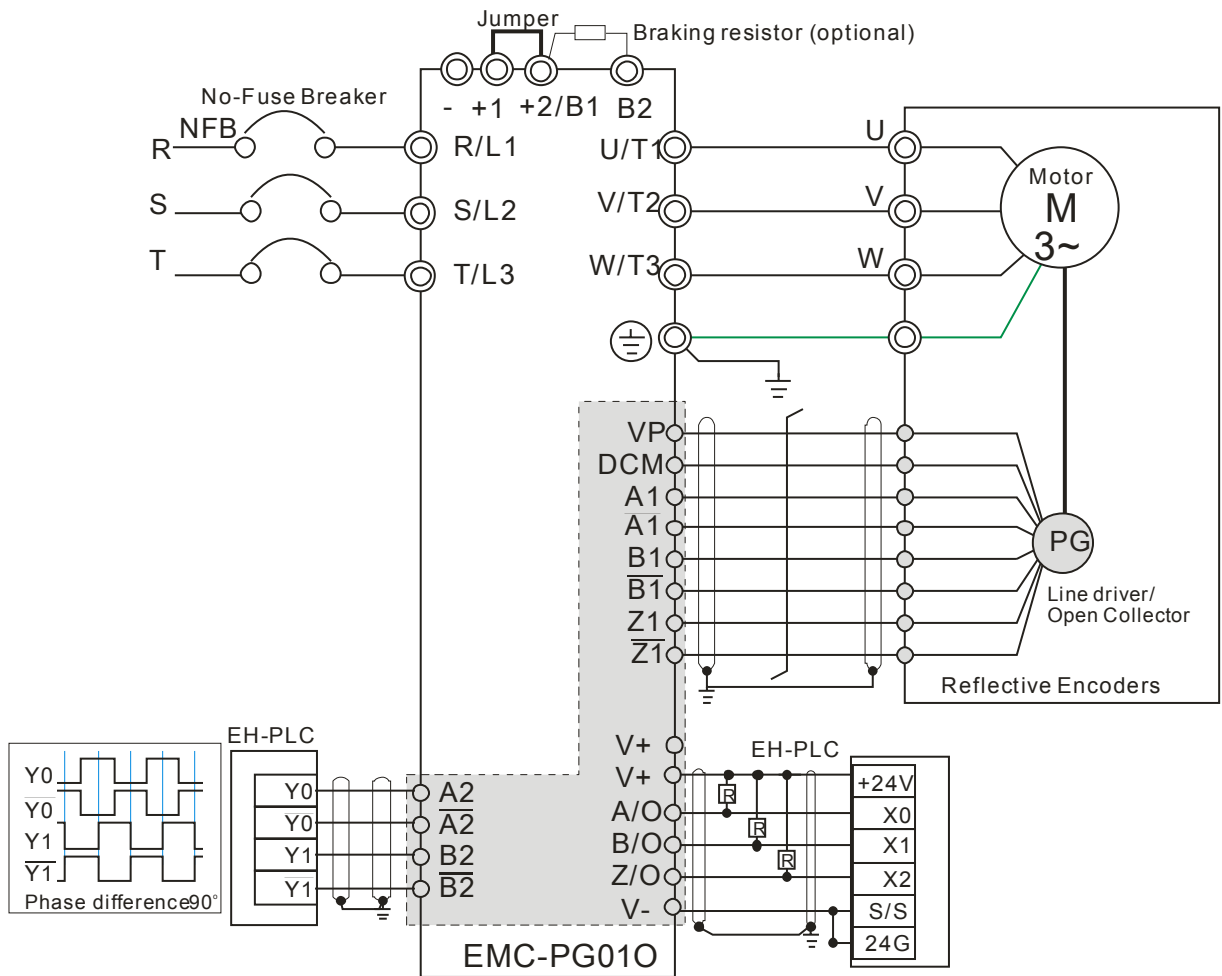 Jumper
Braking resistor (optional)
No-Fuse Breaker
- +1 +2/B1 B2
NFB
R
R/L1
U/T1
U
S
S/L2
V/T2
V
T
T/L3
W/T3
W
Motor
M
3~
VP
DCM
A1
A1
B1
B1
Z1
Z1
PG
Line driver/
Open Collector
Reflective Encoders
Y0
Y0
Y1
Y1
Phase difference90°
EH-PLC
Y0
Y0
Y1
Y1
A2
A2
B2
B2
V+
V+
A/O
B/O
Z/O
V-
R
R
R
EH-PLC
+24V
X0
X1
X2
S/S
24G
EMC-PG01O